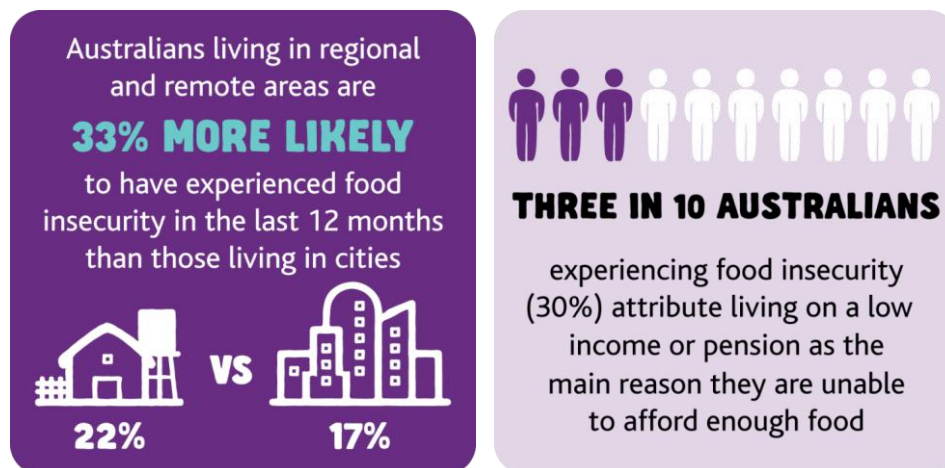 Australians living in regional
and remote areas are
33% MORE LIKELY
to have experienced food
insecurity in the last 12 months
than those living in cities
VS
22%
17%
THREE IN 10 AUSTRALIANS
experiencing food insecurity
(30%) attribute living on a low
income or pension as the
main reason they are unable
to afford enough food